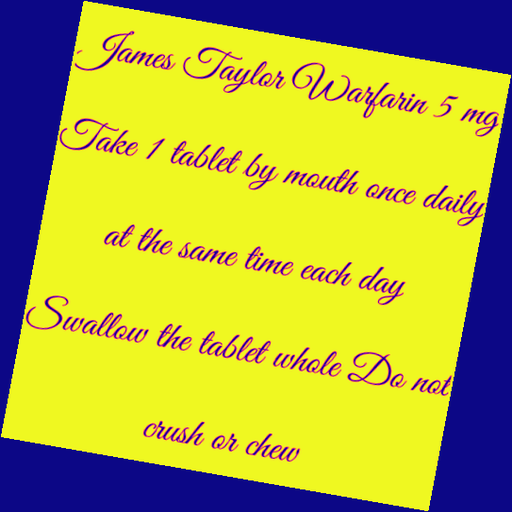 James Taylor Warfarin 5 mg
Take 1 tablet by mouth once daily
at the same time each day
Swallow the tablet whole Do not
crush or chew